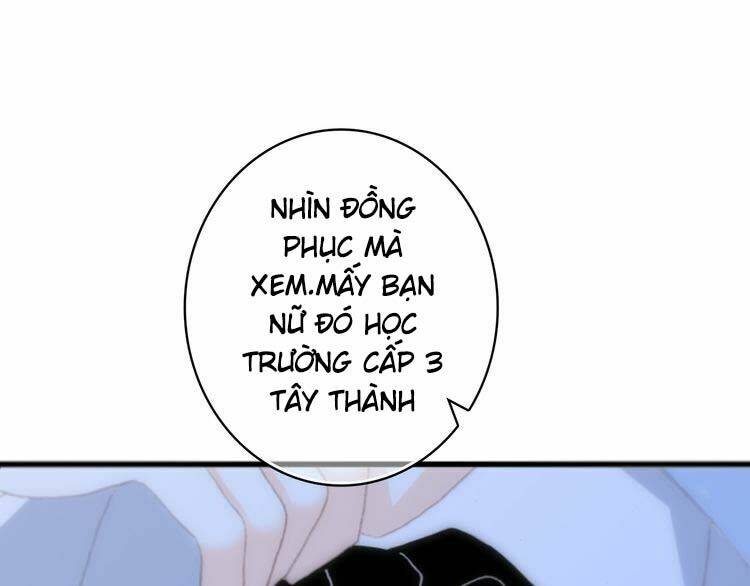 NHÌN ĐỒNG
PHỤC MÀ
XEM.MẤY BẠN
NỮ ĐÓ HỌC
TRƯỜNG CẤP 3
TÂY THÀNH